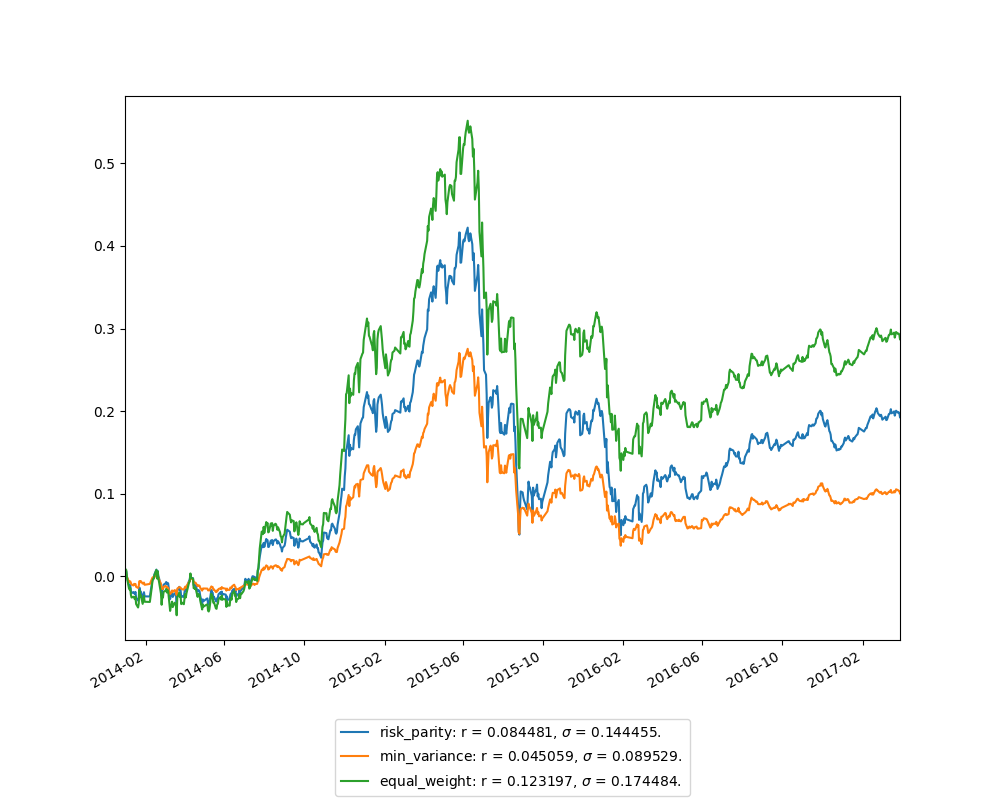 0.5
0.4
0.3
0.2
0.1
0.0
2014-02 2014-06 2014-10 2015-02 2015-06 2015-10 2016-02 2016-06 2016-10 2017-02
risk_parity: r = 0.084481, σ = 0.144455.
min_variance: r = 0.045059, σ = 0.089529.
equal_weight: r = 0.123197, σ = 0.174484.